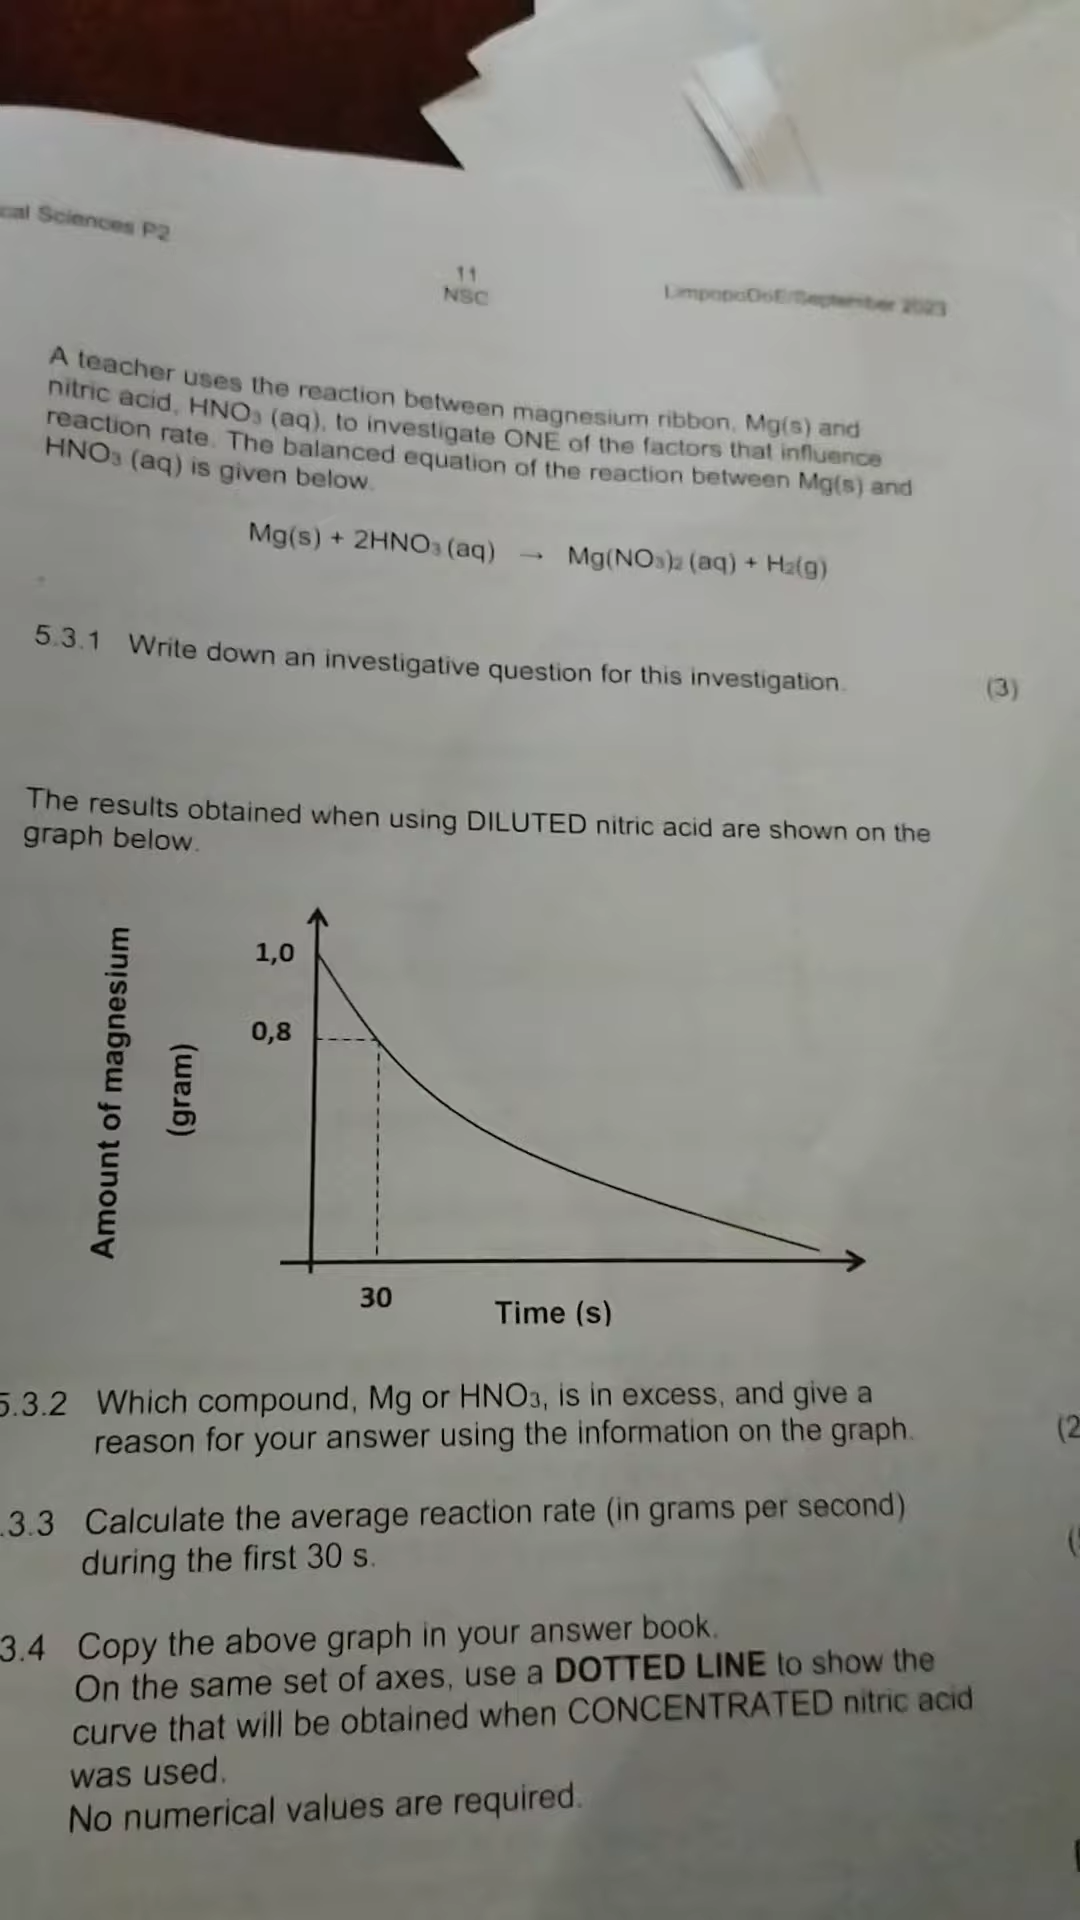 cal Sciences P2
11
NSC
LimpopoDoE/September 2023
A teacher uses the reaction between magnesium ribbon, Mg(s) and
nitric acid, HNO₃ (aq), to investigate ONE of the factors that influence
reaction rate. The balanced equation of the reaction between Mg(s) and
HNO₃ (aq) is given below.
Mg(s) + 2HNO₃ (aq) → Mg(NO₃)₂ (aq) + H₂(g)
5.3.1 Write down an investigative question for this investigation. (3)
The results obtained when using DILUTED nitric acid are shown on the
graph below.
Amount of magnesium
(gram)
1,0
0,8
30
Time (s)
5.3.2 Which compound, Mg or HNO₃, is in excess, and give a
reason for your answer using the information on the graph. (2
.3.3 Calculate the average reaction rate (in grams per second)
during the first 30 s.
3.4 Copy the above graph in your answer book.
On the same set of axes, use a DOTTED LINE to show the
curve that will be obtained when CONCENTRATED nitric acid
was used.
No numerical values are required.